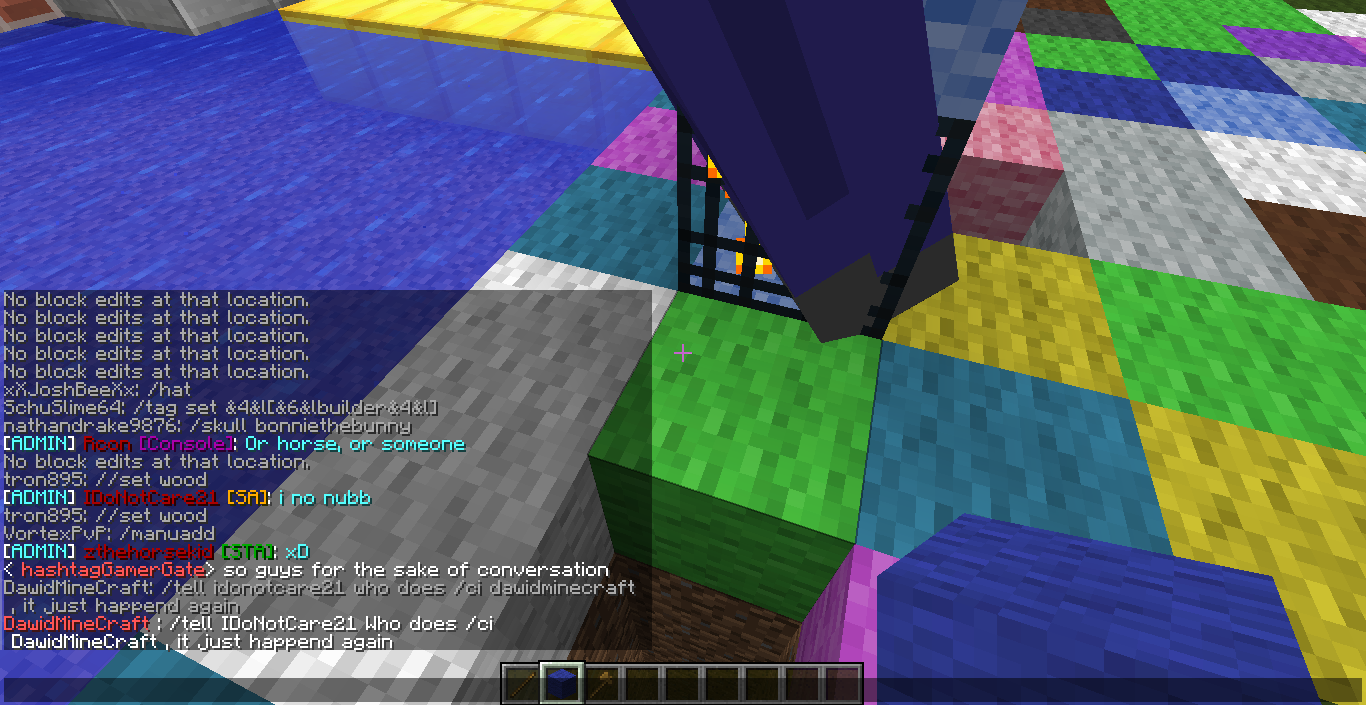 No block edits at that location.
No block edits at that location.
No block edits at that location.
No block edits at that location.
No block edits at that location.
xXJoshBeeXx: /hat
SchuSlime64: /tag set &4&l[&6&lbuilder&4&l]
nathandrake9876: /skull bonniethebunny
[ADMIN] Rcon [Console]: Or horse, or someone
No block edits at that location.
tron895: //set wood
[ADMIN] IDoNotCare21 [SA]: i no nubb
tron895: //set wood
VortexPvP: /manuadd
[ADMIN] zthehorsekid [STA]: xD
< hashtagGamerGate> so guys for the sake of conversation
DawidMineCraft: /tell idonotcare21 who does /ci dawidminecraft
, it just happend again
DawidMineCraft : /tell IDoNotCare21 Who does /ci
DawidMineCraft , it just happend again